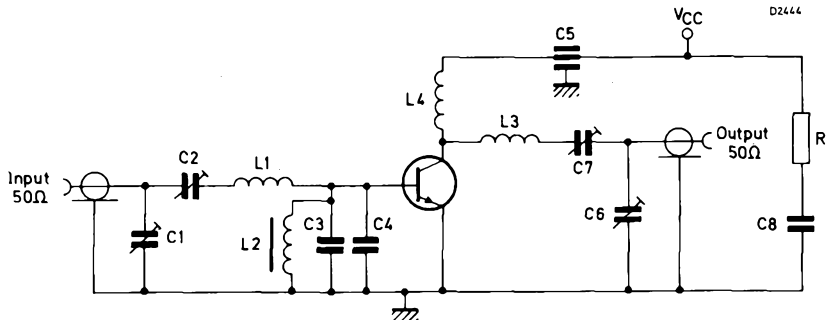 D2444
VCC
C5
L4
L3
C7
Output
50Ω
R
C2
L1
Input
50Ω
C1
L2
C3
C4
C6
C8